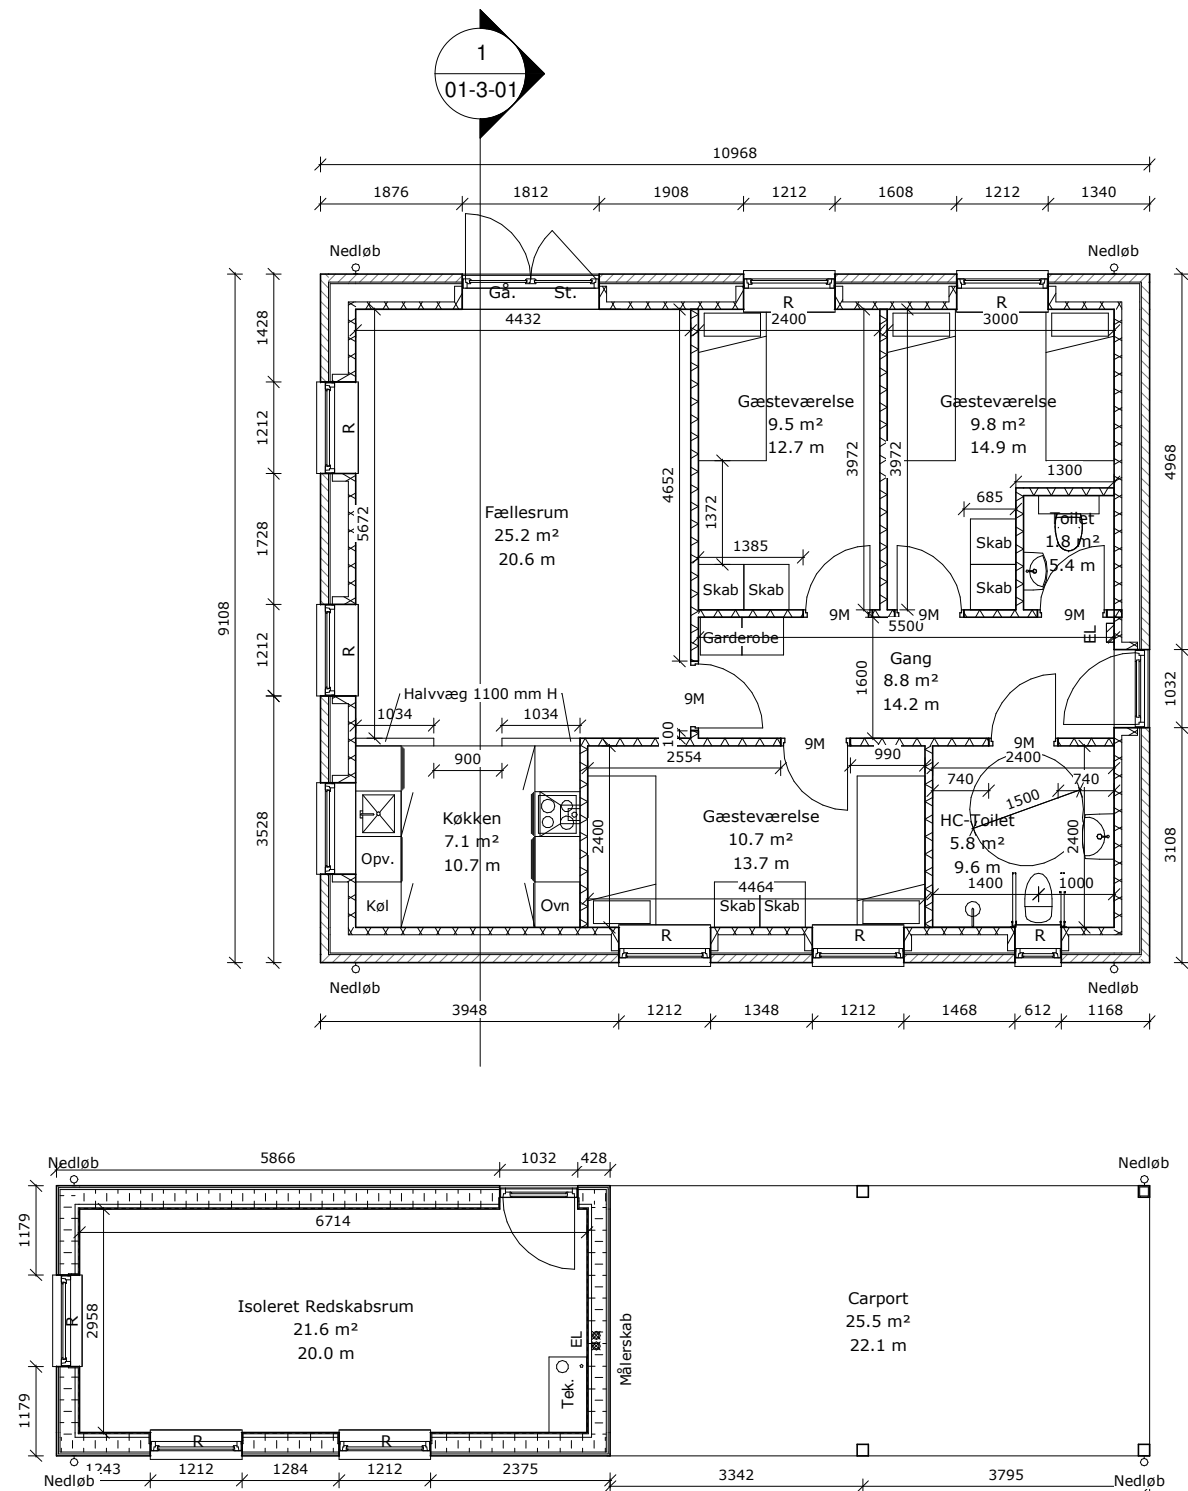 1
01-3-01
10968
1876
1812
1908
1212
1608
1212
1340
Nedløb
Nedløb
Gå.
St.
R
R
4432
2400
3000
1428
1212
1728
1212
3528
9108
R
R
5672
4652
Fællesrum
25.2 m²
20.6 m
Gæsteværelse
9.5 m²
12.7 m
3972
3972
Gæsteværelse
9.8 m²
14.9 m
4968
1032
3108
1300
685
1372
1385
Skab
Skab
Skab
Skab
Toilet
1.8 m²
5.4 m
9M
9M
9M
5500
EL
Garderobe
Gang
8.8 m²
14.2 m
1600
9M
100
Halvvæg 1100 mm H
1034
1034
900
9M
9M
2554
990
2400
740
740
1500
Køkken
7.1 m²
10.7 m
Opv.
Køl
Ovn
2400
Gæsteværelse
10.7 m²
13.7 m
4464
Skab
Skab
HC-Toilet
5.8 m²
9.6 m
2400
1400
1000
R
R
R
Nedløb
Nedløb
3948
1212
1348
1212
1468
612
1168
Nedløb
5866
1032
428
Nedløb
1179
1179
6714
2958
R
Isoleret Redskabsrum
21.6 m²
20.0 m
EL
Tek.
Målerskab
Carport
25.5 m²
22.1 m
R
R
Nedløb
1212
1284
1212
2375
3342
3795
Nedløb